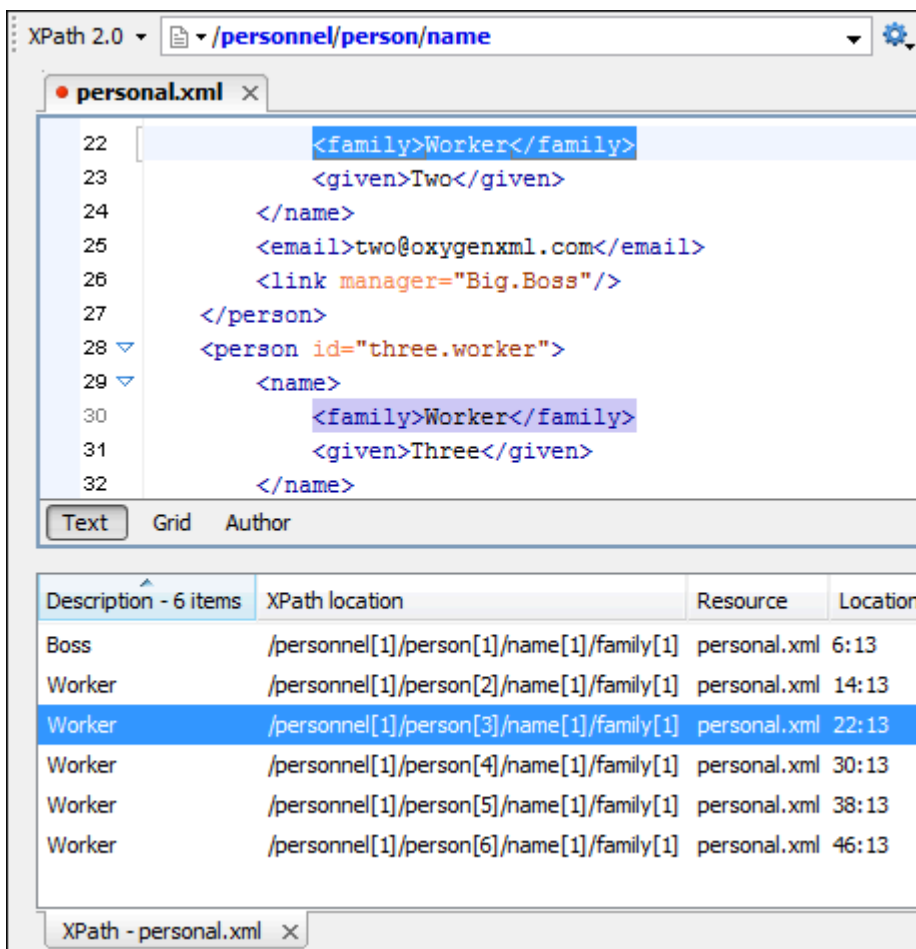 XPath 2.0 /personnel/person/name
personal.xml
22 <family>Worker</family>
23 <given>Two</given>
24 </name>
25 <email>two@oxygenxml.com</email>
26 <link manager="Big.Boss"/>
27 </person>
28 <person id="three.worker">
29 <name>
30 <family>Worker</family>
31 <given>Three</given>
32 </name>
Text Grid Author
Description - 6 items XPath location Resource Location
Boss /personnel[1]/person[1]/name[1]/family[1] personal.xml 6:13
Worker /personnel[1]/person[2]/name[1]/family[1] personal.xml 14:13
Worker /personnel[1]/person[3]/name[1]/family[1] personal.xml 22:13
Worker /personnel[1]/person[4]/name[1]/family[1] personal.xml 30:13
Worker /personnel[1]/person[5]/name[1]/family[1] personal.xml 38:13
Worker /personnel[1]/person[6]/name[1]/family[1] personal.xml 46:13
XPath - personal.xml